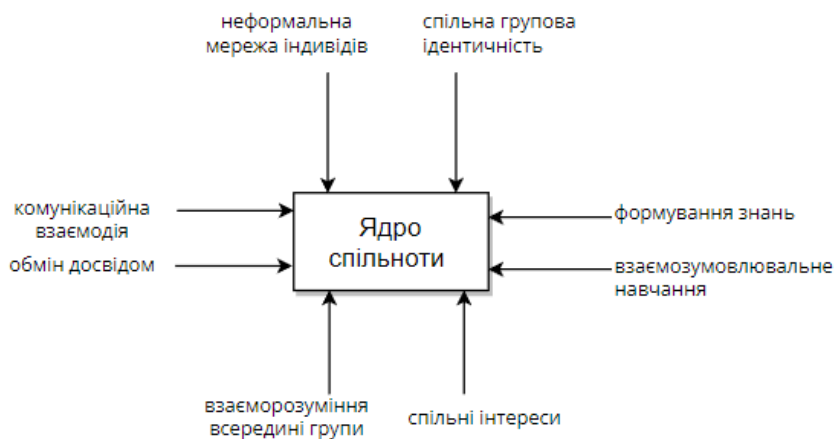 неформальна
мережа індивідів
спільна групова
ідентичність
комунікаційна
взаємодія
обмін досвідом
Ядро
спільноти
формування знань
взаємозумовлювальне
навчання
взаєморозуміння
всередині групи
спільні інтереси